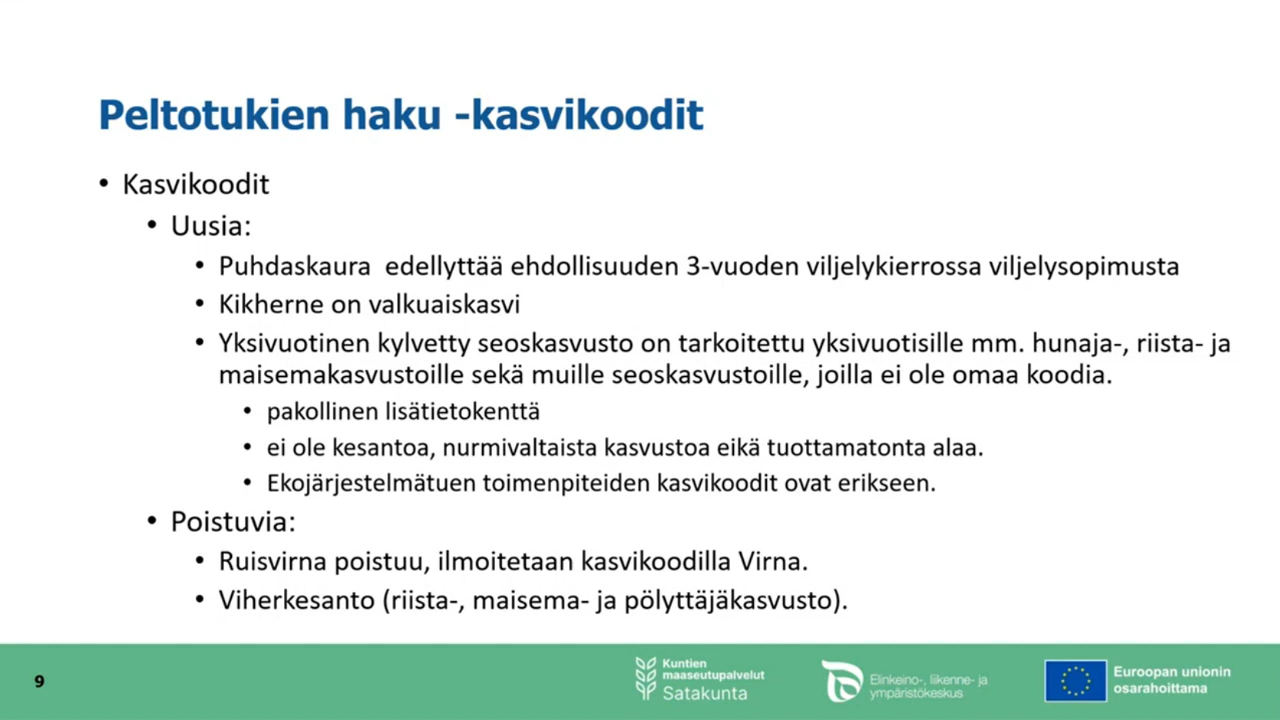 Peltotukien haku -kasvikoodit
• Kasvikoodit
• Uusia:
• Puhdaskaura  edellyttää ehdollisuuden 3-vuoden viljelykierrossa viljelysopimusta
• Kikherne on valkuaiskasvi
• Yksivuotinen kylvetty seoskasvusto on tarkoitettu yksivuotisille mm. hunaja-, riista- ja
maisemakasvustoille sekä muille seoskasvustoille, joilla ei ole omaa koodia.
• pakollinen lisätietokenttä
• ei ole kesantoa, nurmivaltaista kasvustoa eikä tuottamatonta alaa.
• Ekojärjestelmätuen toimenpiteiden kasvikoodit ovat erikseen.
• Poistuvia:
• Ruisvirna poistuu, ilmoitetaan kasvikoodilla Virna.
• Viherkesanto (riista-, maisema- ja pölyttäjäkasvusto).
9
Kuntien
maaseutupalvelut
Satakunta
Elinkeino-, liikenne- ja
ympäristökeskus
Euroopan unionin
osarahoittama